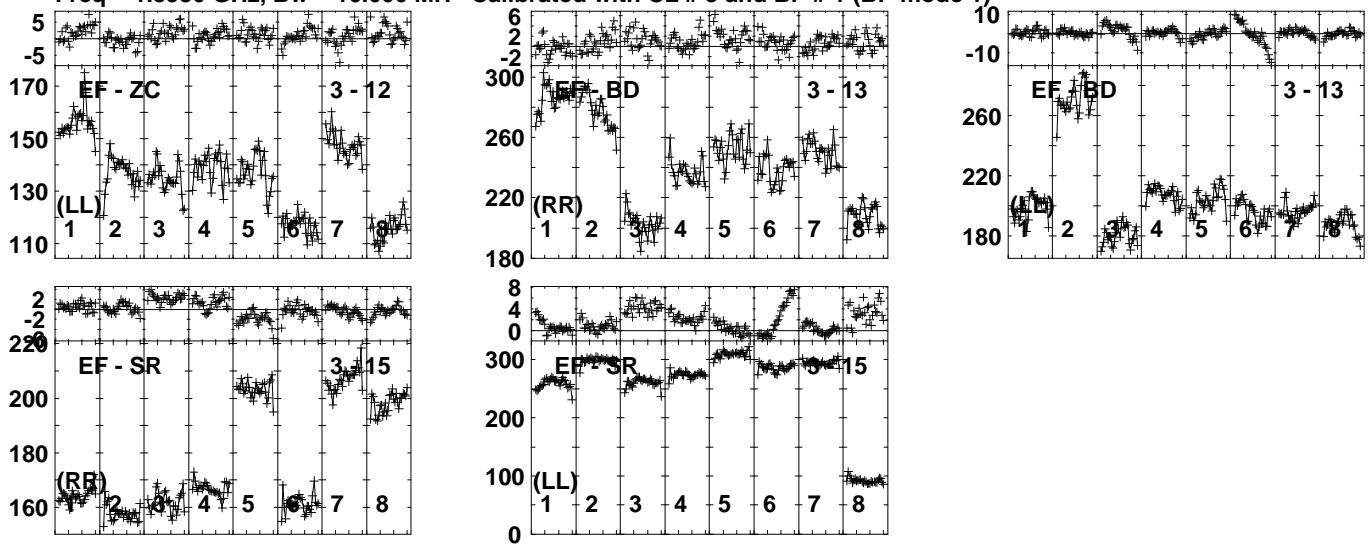 GHz, Calibrated with and
5
-5
170
150
130
110
EF - ZC
3 - 12
(LL)
1 2 3 4 5 6 7 8
6
2
-2
300
260
220
180
EF - BD
3 - 13
(RR)
1 2 3 4 5 6 7 8
10
-10
260
220
180
EF - BD
3 - 13
(LL)
1 2 3 4 5 6 7 8
2
-2
-6
220
200
180
160
EF - SR
3 - 15
(RR)
1 2 3 4 5 6 7 8
8
4
0
300
200
100
0
EF - SR
3 - 15
(LL)
1 2 3 4 5 6 7 8